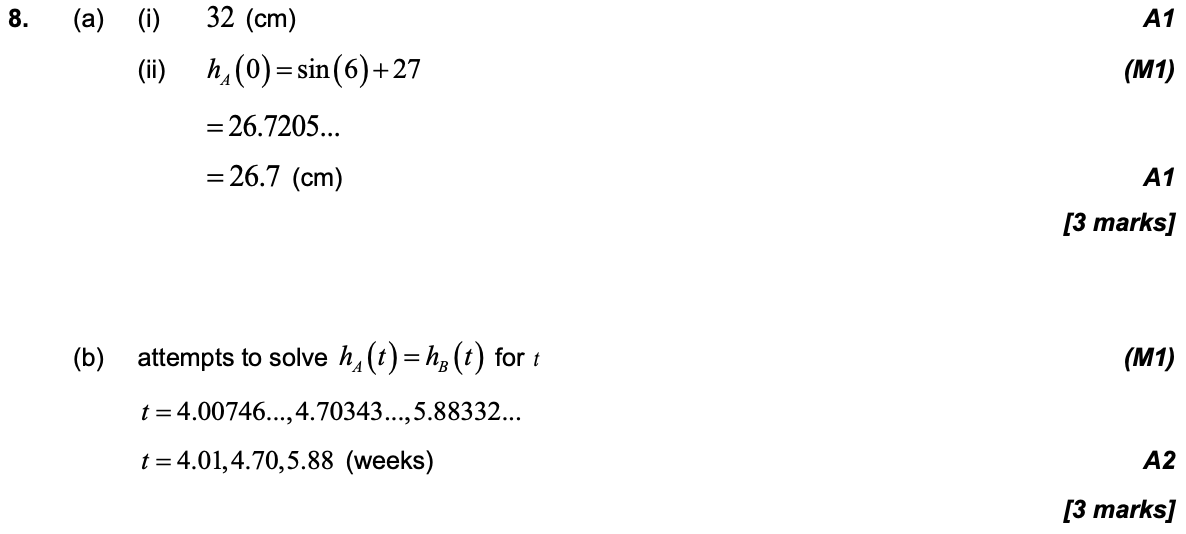 8. (a) (i) 32 (cm) A1
(ii) h_A(0) = sin(6) + 27 (M1)
= 26.7205...
= 26.7 (cm) A1
[3 marks]
(b) attempts to solve h_A(t) = h_B(t) for t (M1)
t = 4.00746..., 4.70343..., 5.88332...
t = 4.01, 4.70, 5.88 (weeks) A2
[3 marks]